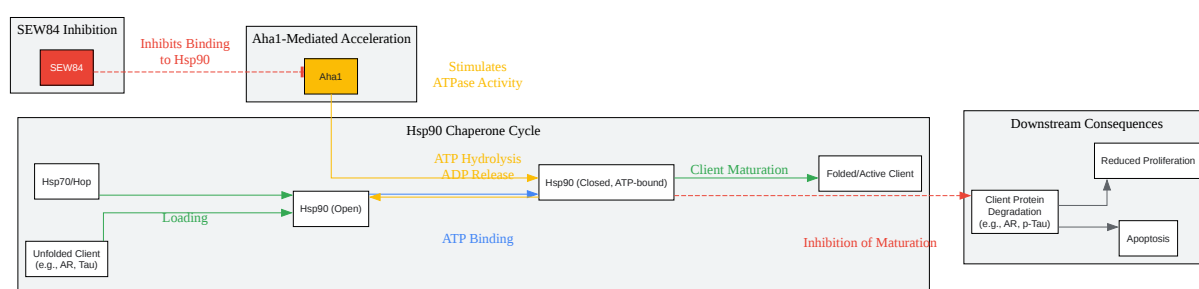 SEW84 Inhibition
SEW84
Inhibits Binding
to Hsp90
Aha1-Mediated Acceleration
Aha1
Stimulates
ATPase Activity
Hsp90 Chaperone Cycle
Hsp70/Hop
Loading
Unfolded Client
(e.g., AR, Tau)
Hsp90 (Open)
ATP Hydrolysis
ADP Release
ATP Binding
Hsp90 (Closed, ATP-bound)
Client Maturation
Folded/Active Client
Inhibition of Maturation
Downstream Consequences
Client Protein
Degradation
(e.g., AR, p-Tau)
Reduced Proliferation
Apoptosis